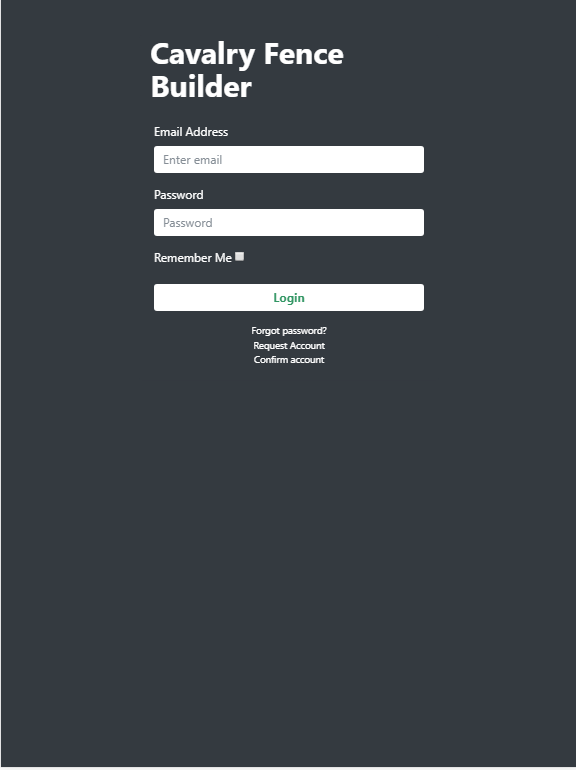 Cavalry Fence
Builder
Email Address
Enter email
Password
Password
Remember Me
Login
Forgot password?
Request Account
Confirm account